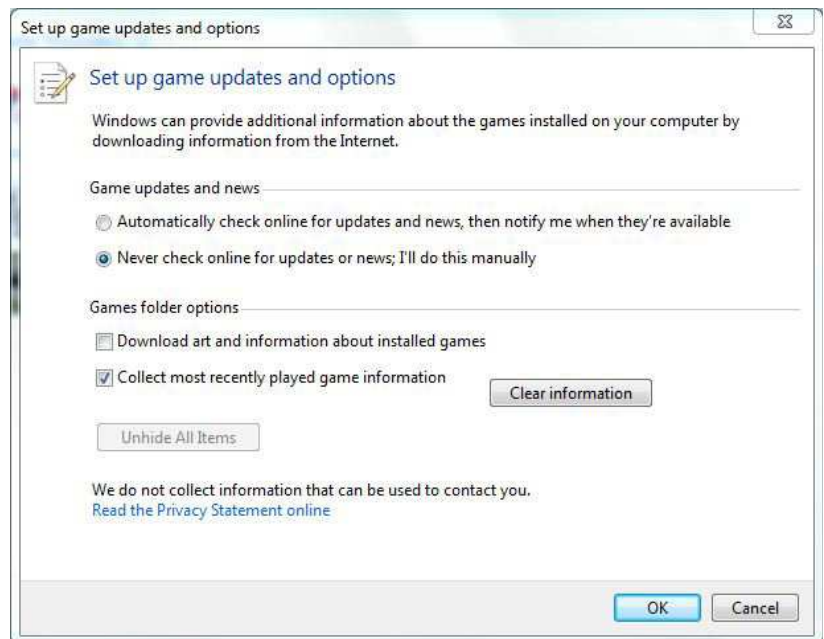 Set up game updates and options
Set up game updates and options
Windows can provide additional information about the games installed on your computer by
downloading information from the Internet.
Game updates and news
Automatically check online for updates and news, then notify me when they're available
Never check online for updates or news; I'll do this manually
Games folder options
Download art and information about installed games
Collect most recently played game information
Clear information
Unhide All Items
We do not collect information that can be used to contact you.
Read the Privacy Statement online
OK Cancel